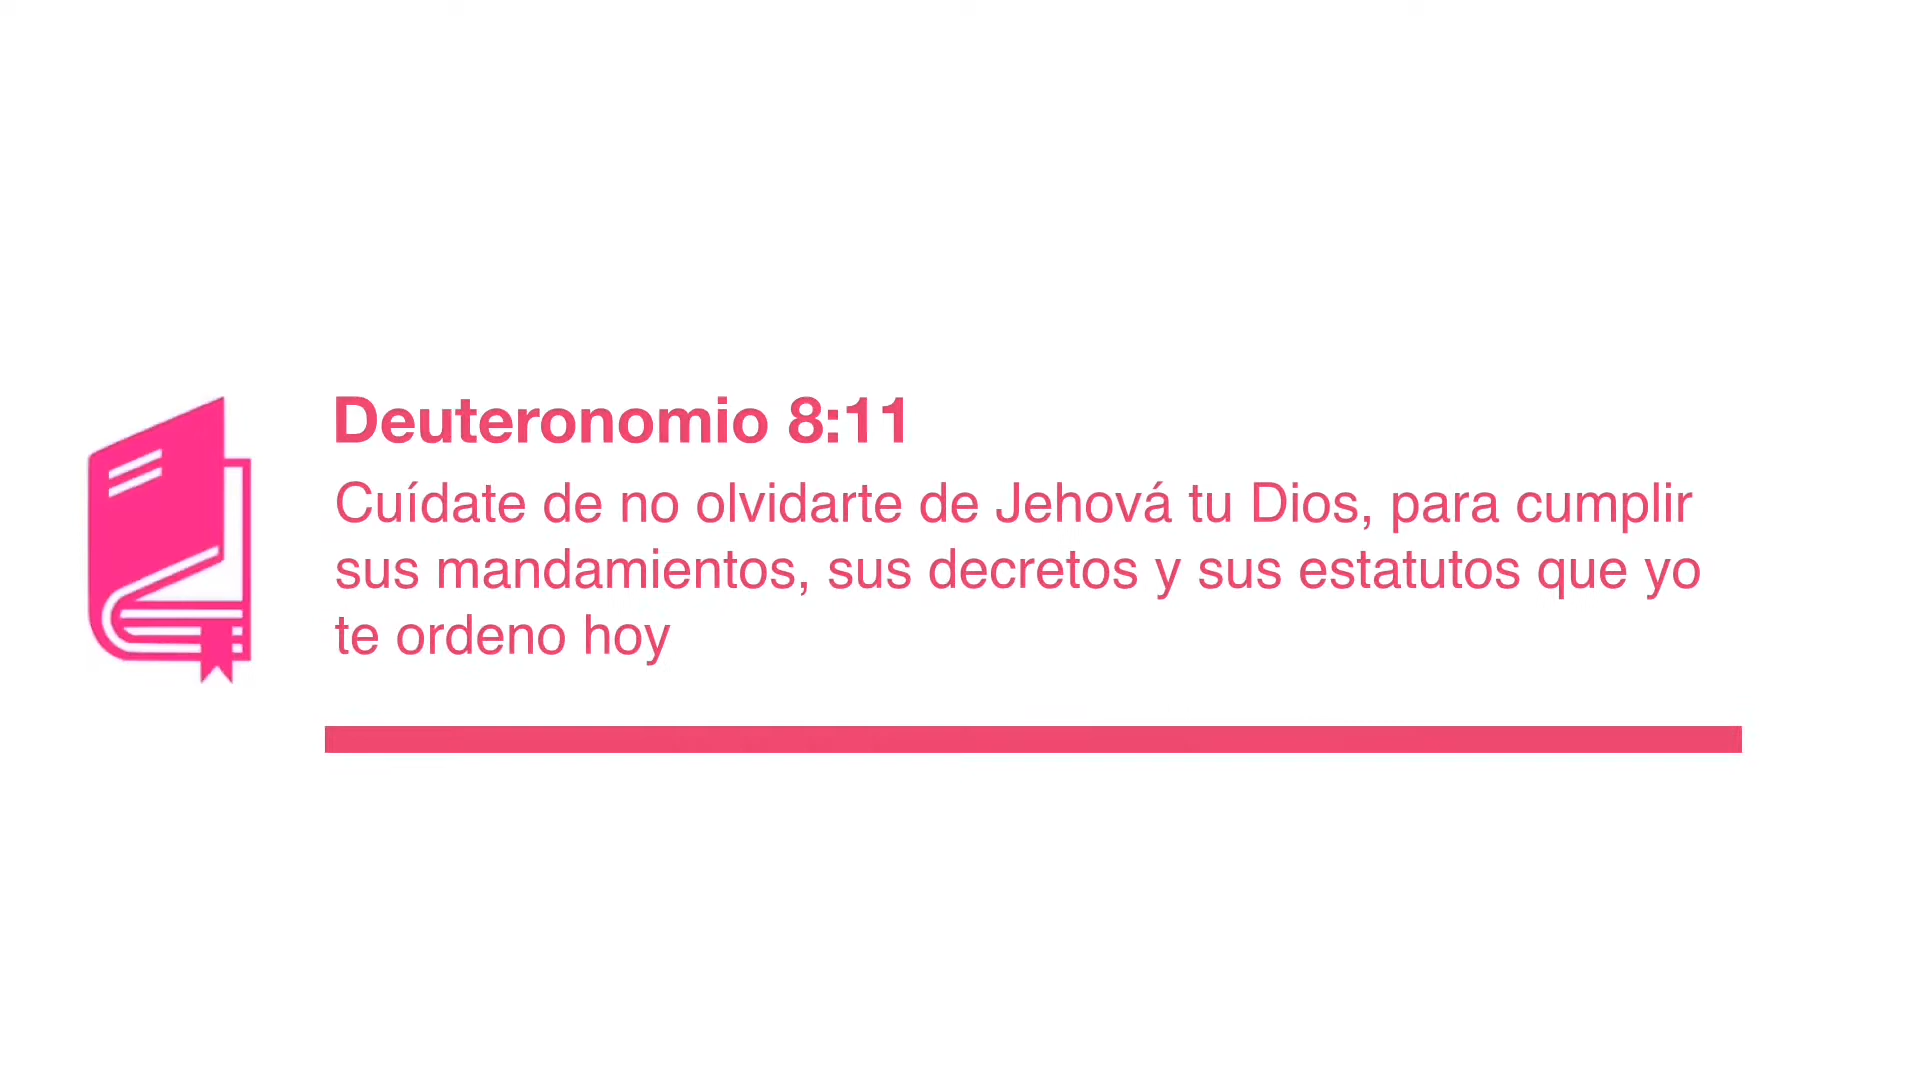 Deuteronomio 8:11
Cuídate de no olvidarte de Jehová tu Dios, para cumplir
sus mandamientos, sus decretos y sus estatutos que yo
te ordeno hoy